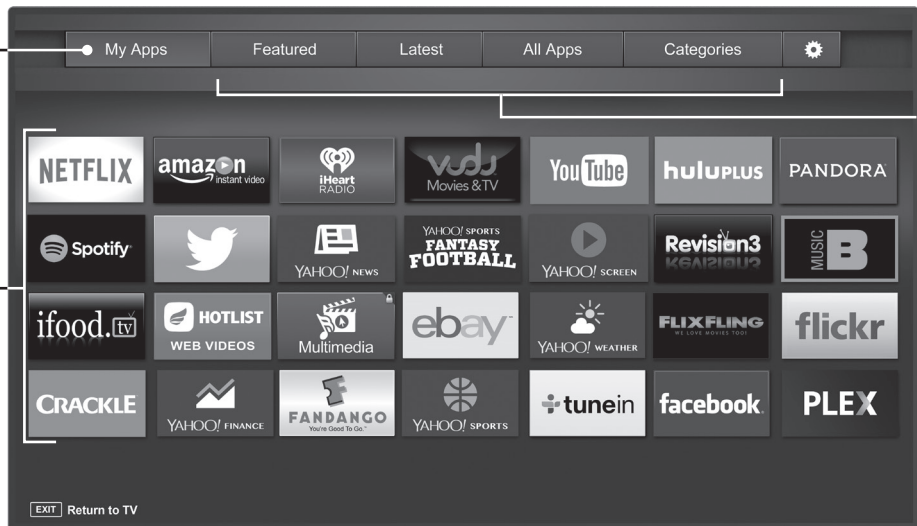 My Apps Featured Latest All Apps Categories
NETFLIX
amazon
instant video
iHeart
RADIO
vudu
Movies & TV
YouTube
huluPLUS
PANDORA
Spotify
YAHOO! NEWS
YAHOO! SPORTS
FANTASY
FOOTBALL
YAHOO! SCREEN
Revision3
MUSIC B
ifood.tv
HOTLIST
WEB VIDEOS
Multimedia
ebay
YAHOO! WEATHER
FLIXFLING
WE LOVE MOVIES TOO!
flickr
CRACKLE
YAHOO! FINANCE
F
FANDANGO
You're Good To Go.™
YAHOO! SPORTS
tunein
facebook
PLEX
EXIT Return to TV